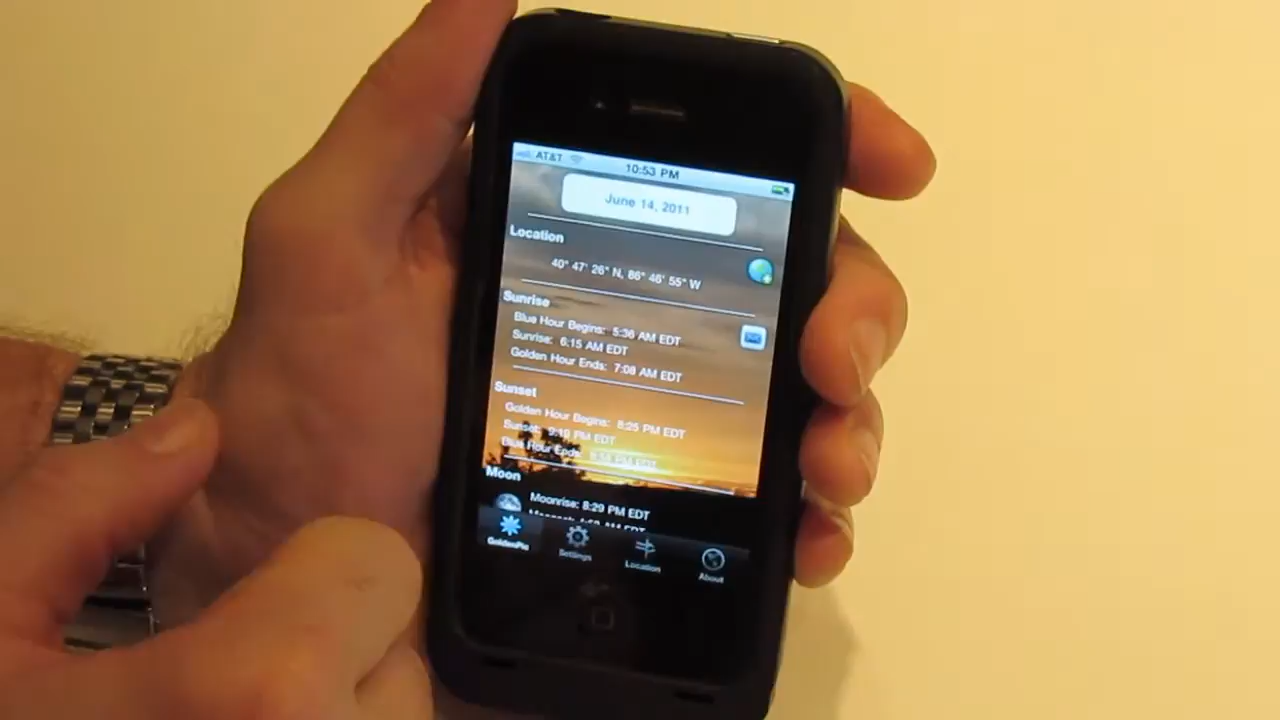 AT&T
10:53 PM
June 14, 2011
Location
40° 47' 26" N, 86° 46' 55" W
Sunrise
Blue Hour Begins: 5:36 AM EDT
Sunrise: 6:15 AM EDT
Golden Hour Ends: 7:08 AM EDT
Sunset
Golden Hour Begins: 8:25 PM EDT
Sunset: 9:19 PM EDT
Blue Hour Ends: PM EDT
Moon
Moonrise: 8:29 PM EDT
GoldenPic
Settings
Location
About